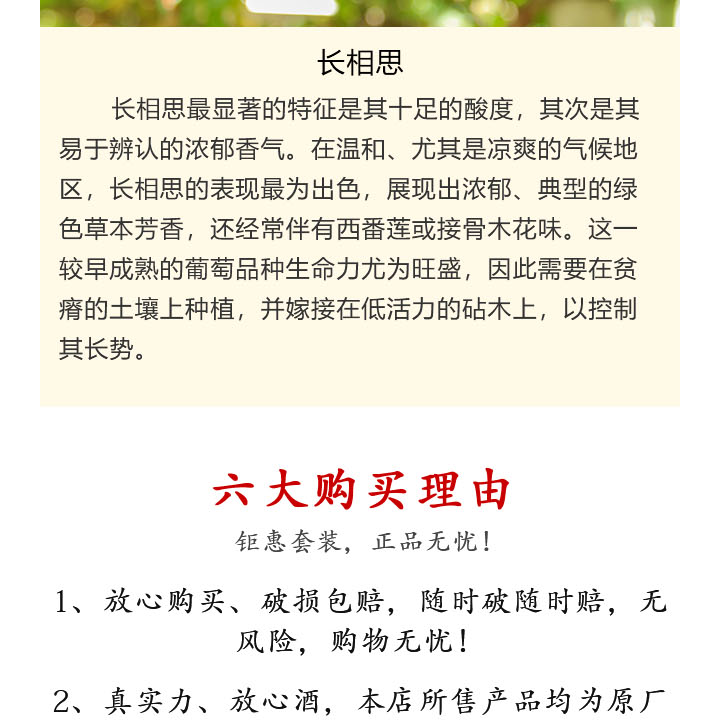 长相思
长相思最显著的特征是其十足的酸度，其次是其
易于辨认的浓郁香气。在温和、尤其是凉爽的气候地
区，长相思的表现最为出色，展现出浓郁、典型的绿
色草本芳香，还经常伴有西番莲或接骨木花味。这一
较早成熟的葡萄品种生命力尤为旺盛，因此需要在贫
瘠的土壤上种植，并嫁接在低活力的砧木上，以控制
其长势。
六大购买理由
钜惠套装，正品无忧！
1、放心购买、破损包赔，随时破随时赔，无
风险，购物无忧！
2、真实力、放心酒，本店所售产品均为原厂